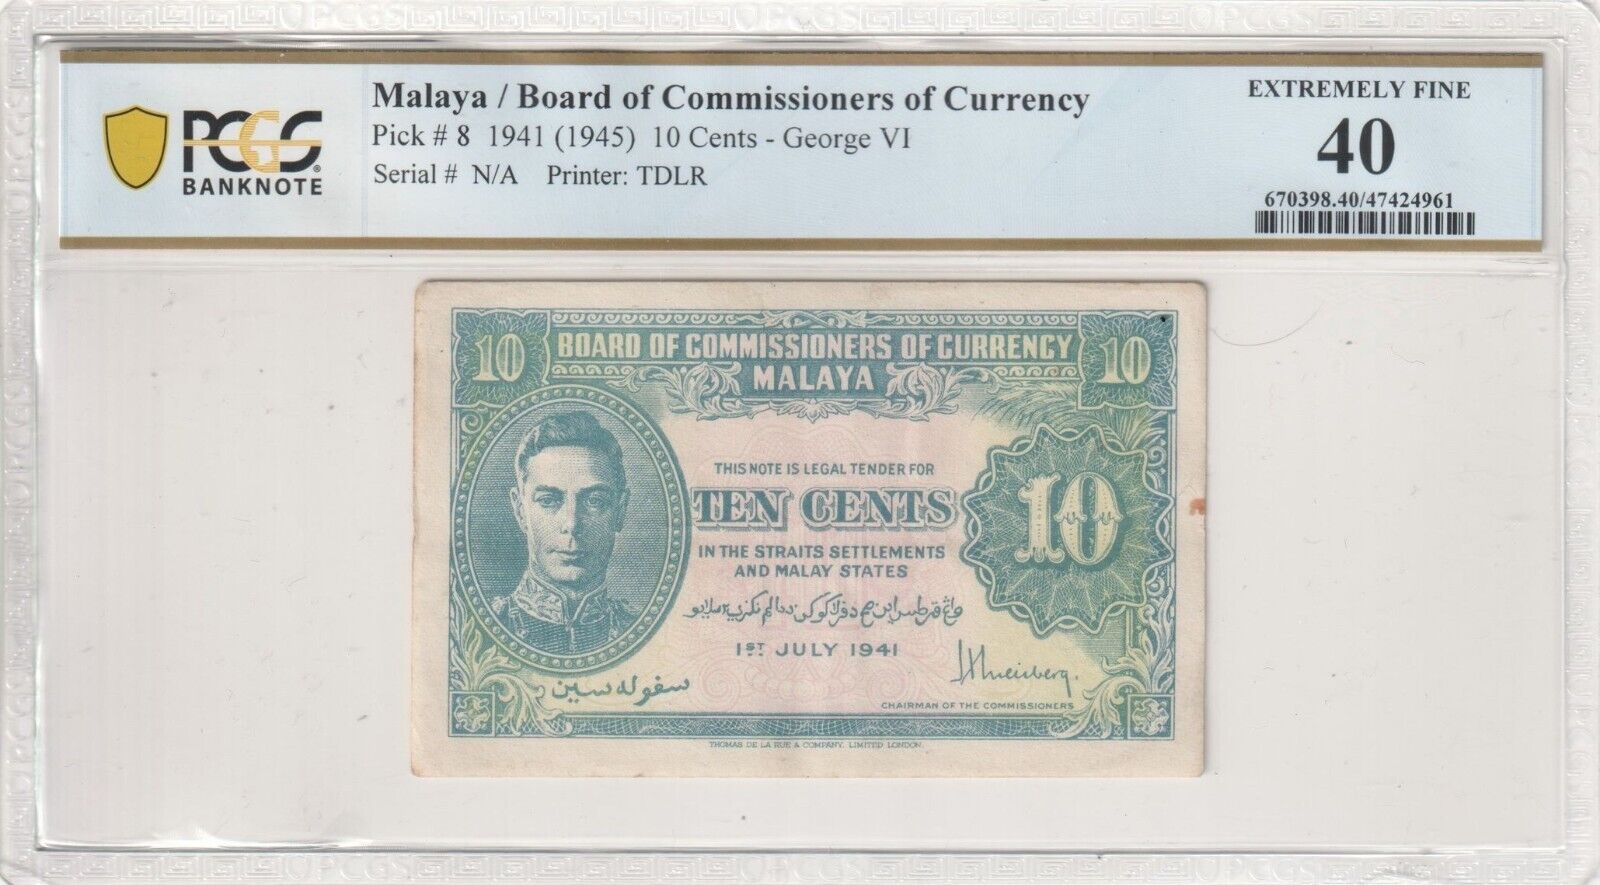 PCGS
BANKNOTE
Malaya / Board of Commissioners of Currency
Pick # 8 1941 (1945) 10 Cents - George VI
Serial # N/A Printer: TDLR
EXTREMELY FINE
40
670398.40/47424961
10 BOARD OF COMMISSIONERS OF CURRENCY 10
MALAYA
THIS NOTE IS LEGAL TENDER FOR
TEN CENTS
10
IN THE STRAITS SETTLEMENTS
AND MALAY STATES
1ST JULY 1941
سڤوله سين
CHAIRMAN OF THE COMMISSIONERS
THOMAS DE LA RUE & COMPANY, LIMITED LONDON.